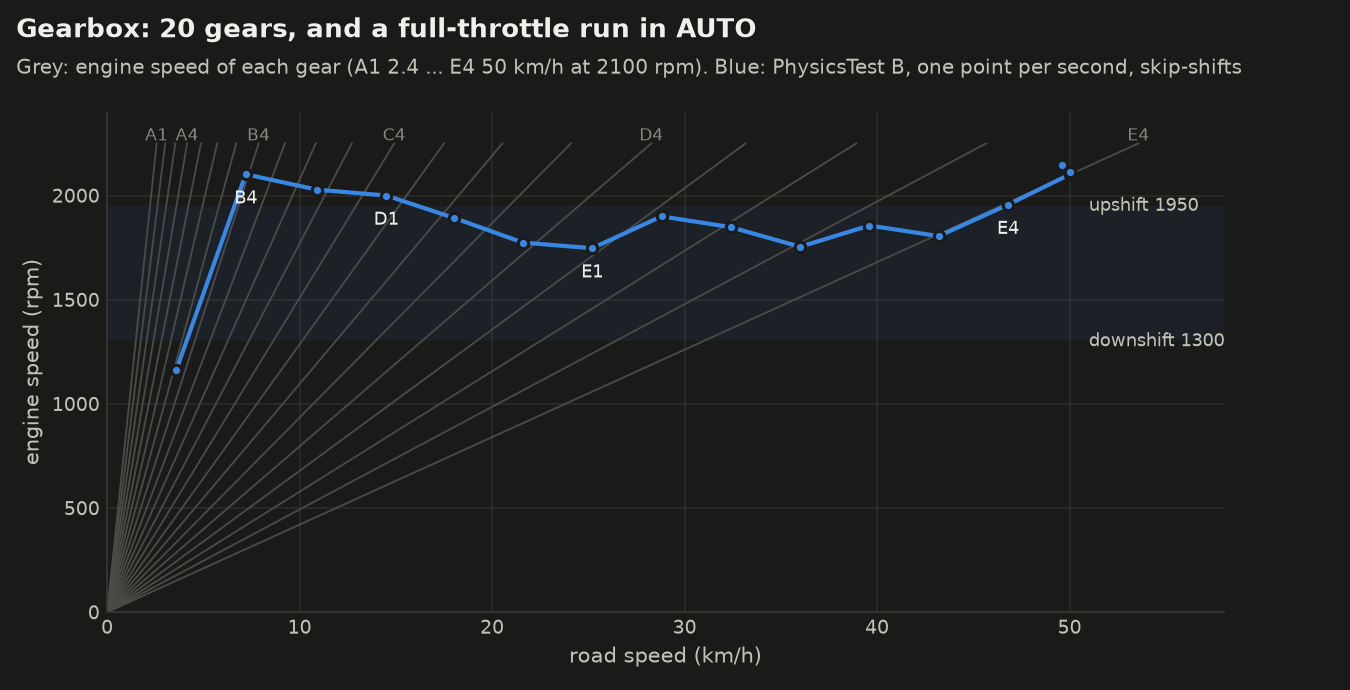 Gearbox: 20 gears, and a full-throttle run in AUTO
Grey: engine speed of each gear (A1 2.4 ... E4 50 km/h at 2100 rpm). Blue: PhysicsTest B, one point per second, skip-shifts
A1 A4 B4 C4 D4 E4
2000
1500
1000
500
0
engine speed (rpm)
B4
D1
E1
E4
upshift 1950
downshift 1300
0 10 20 30 40 50
road speed (km/h)